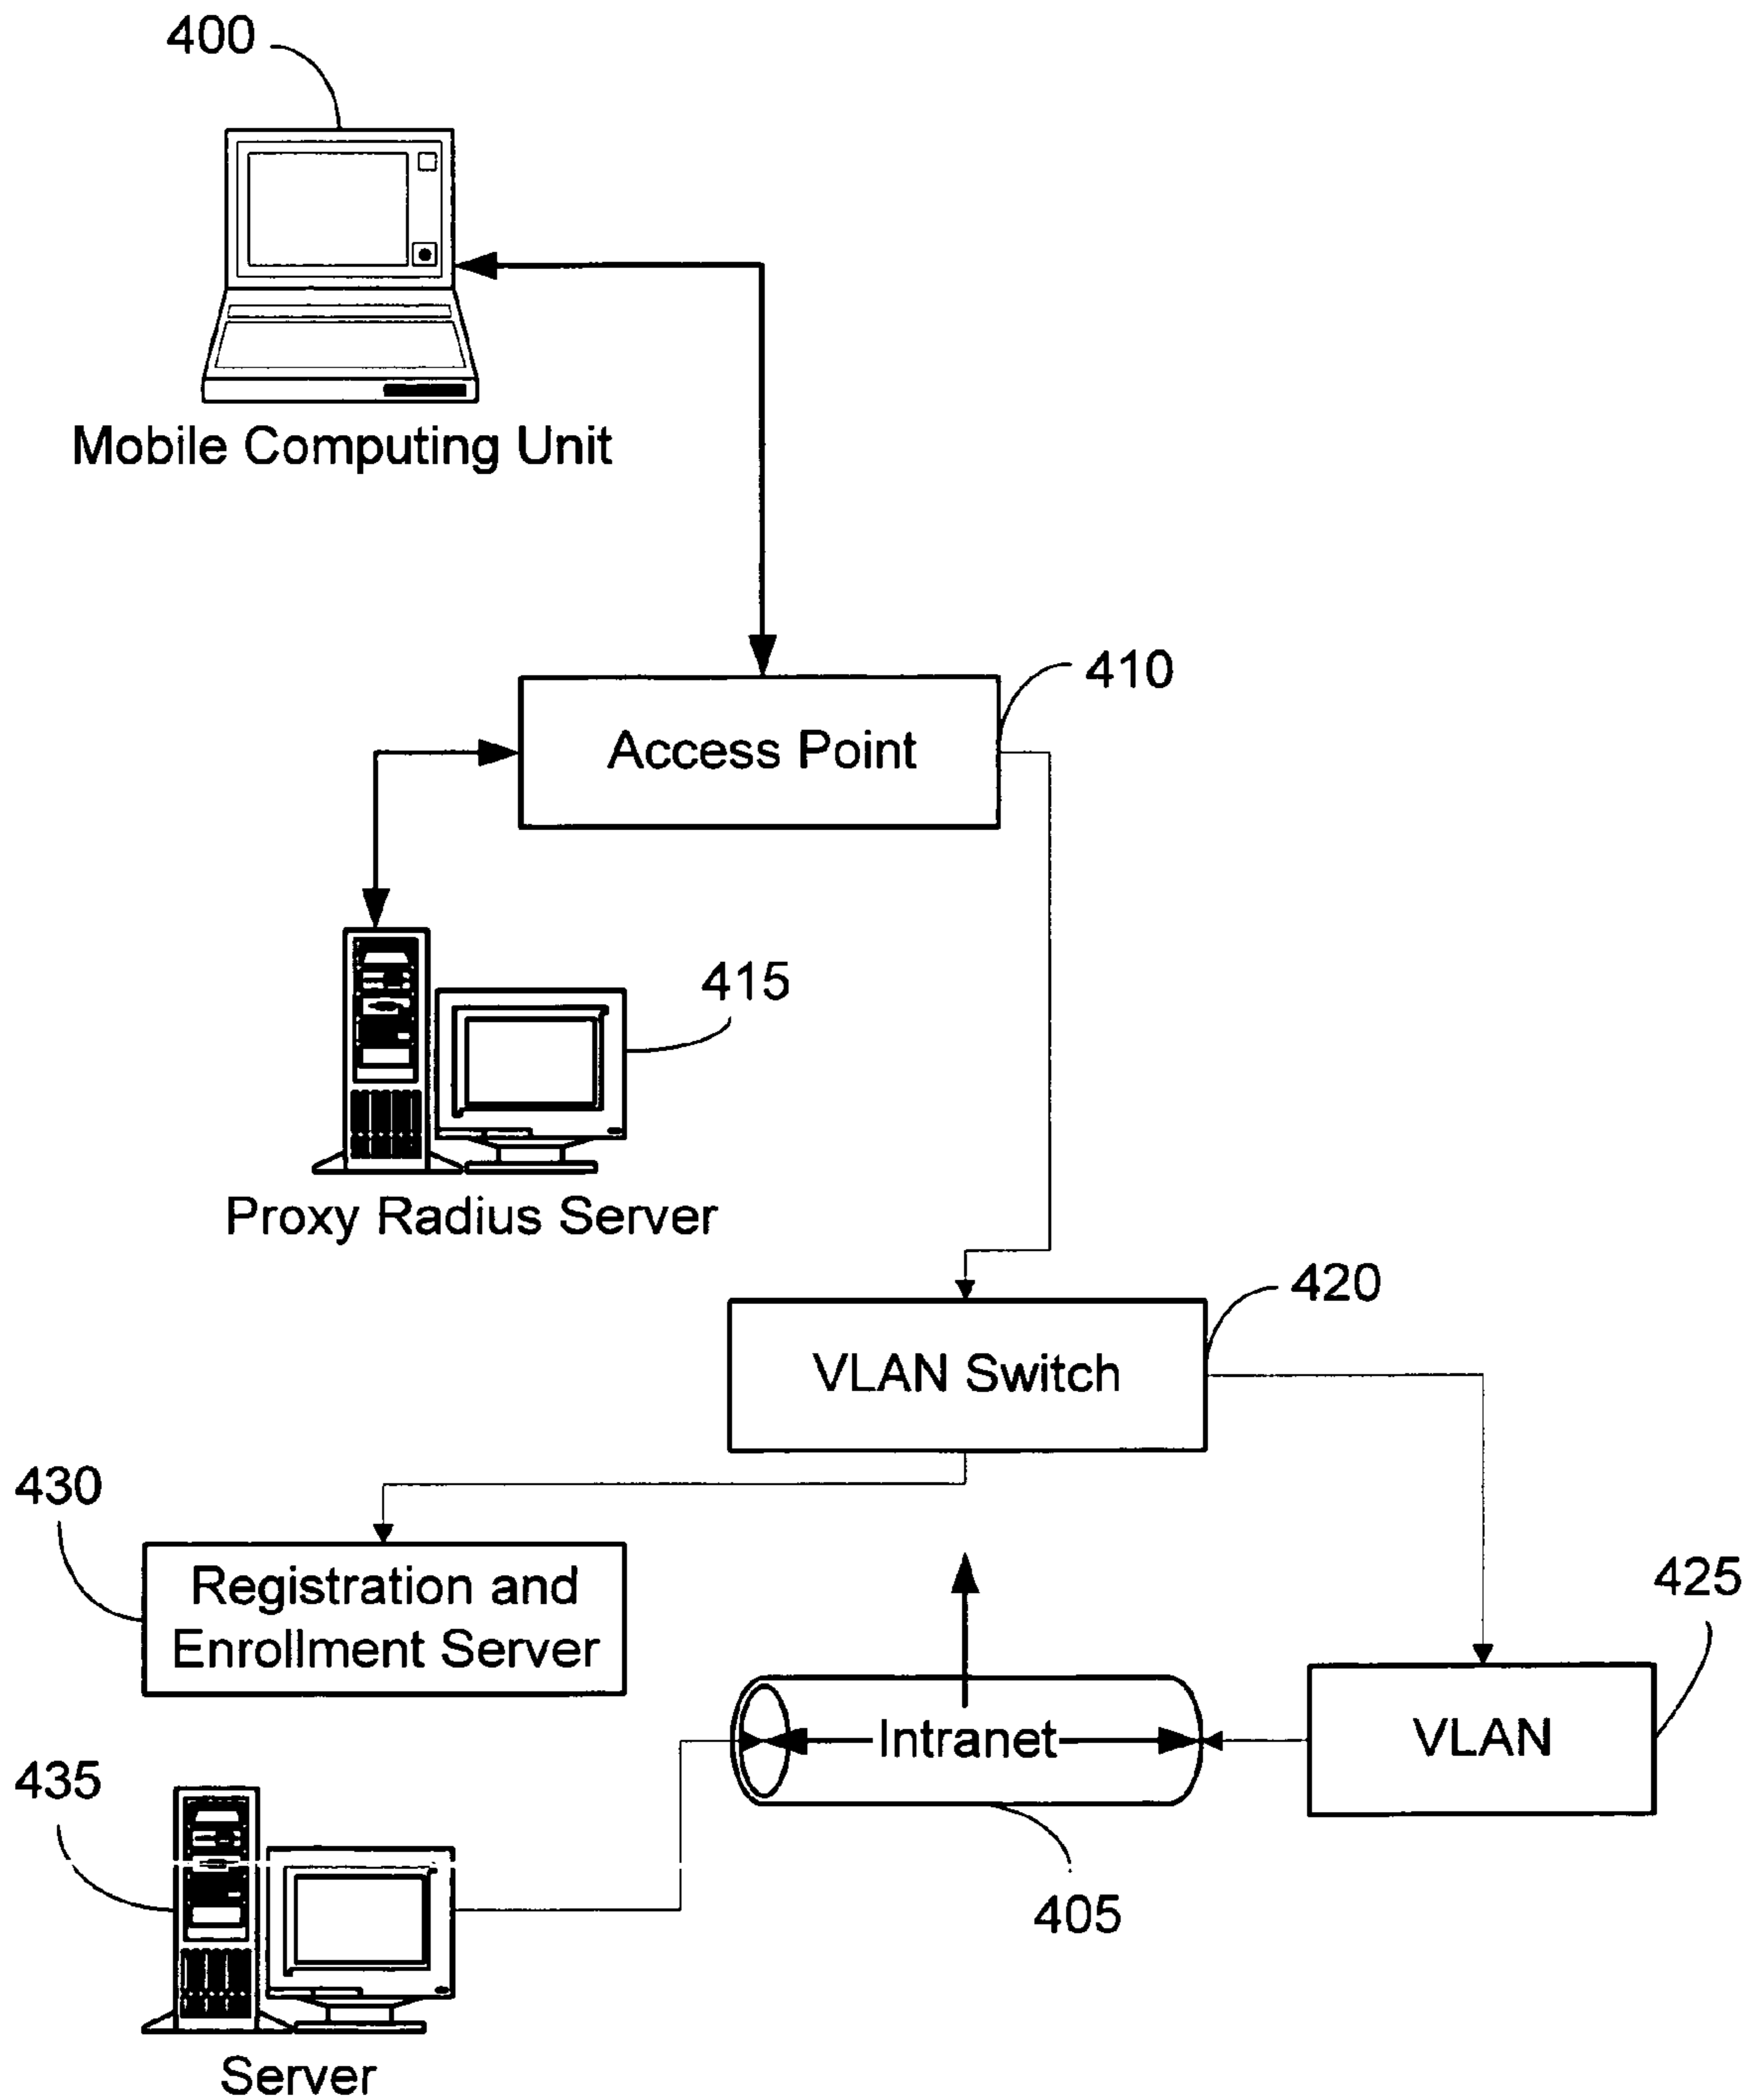 400
Mobile Computing Unit
410
Access Point
415
Proxy Radius Server
420
VLAN Switch
430
Registration and
Enrollment Server
425
Intranet
VLAN
435
405
Server